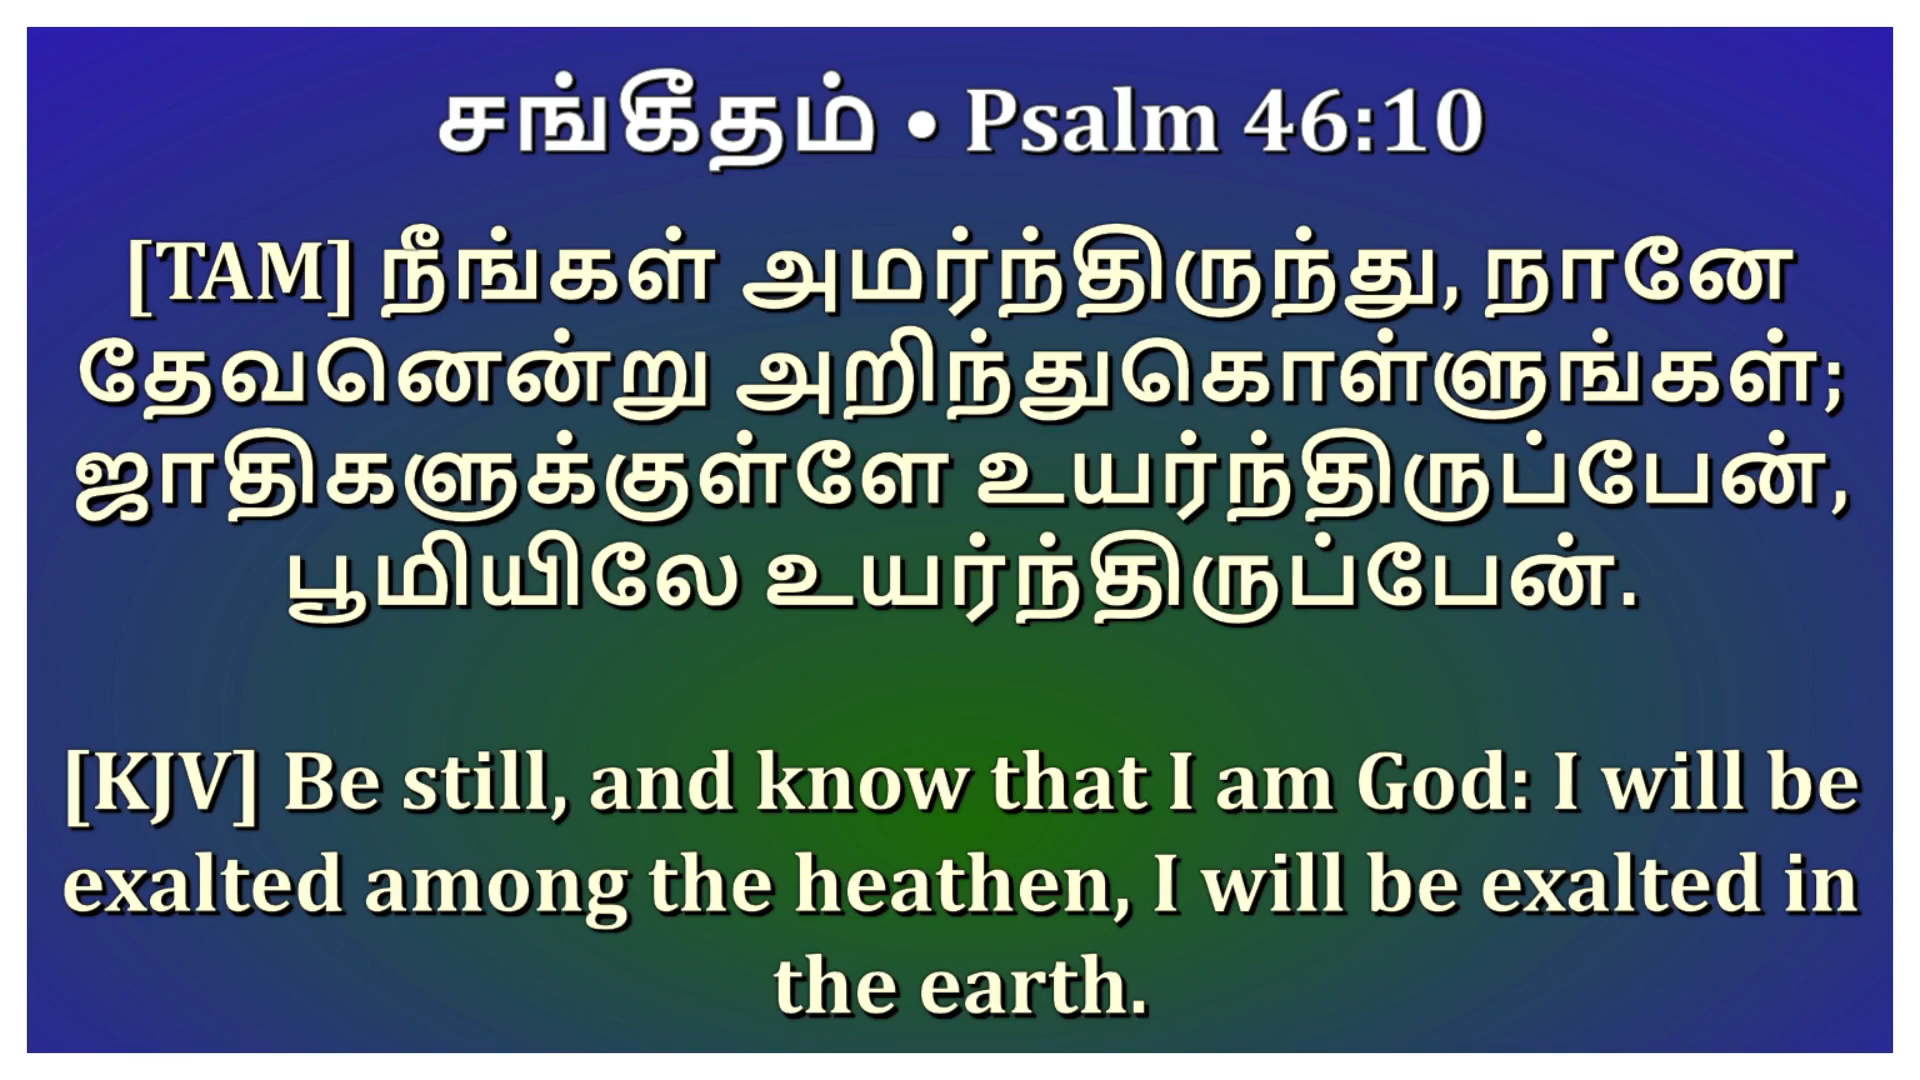 சங்கீதம் • Psalm 46:10
[TAM] நீங்கள் அமர்ந்திருந்து, நானே
தேவனென்று அறிந்துகொள்ளுங்கள்;
ஜாதிகளுக்குள்ளே உயர்ந்திருப்பேன்,
பூமியிலே உயர்ந்திருப்பேன்.
[KJV] Be still, and know that I am God: I will be
exalted among the heathen, I will be exalted in
the earth.